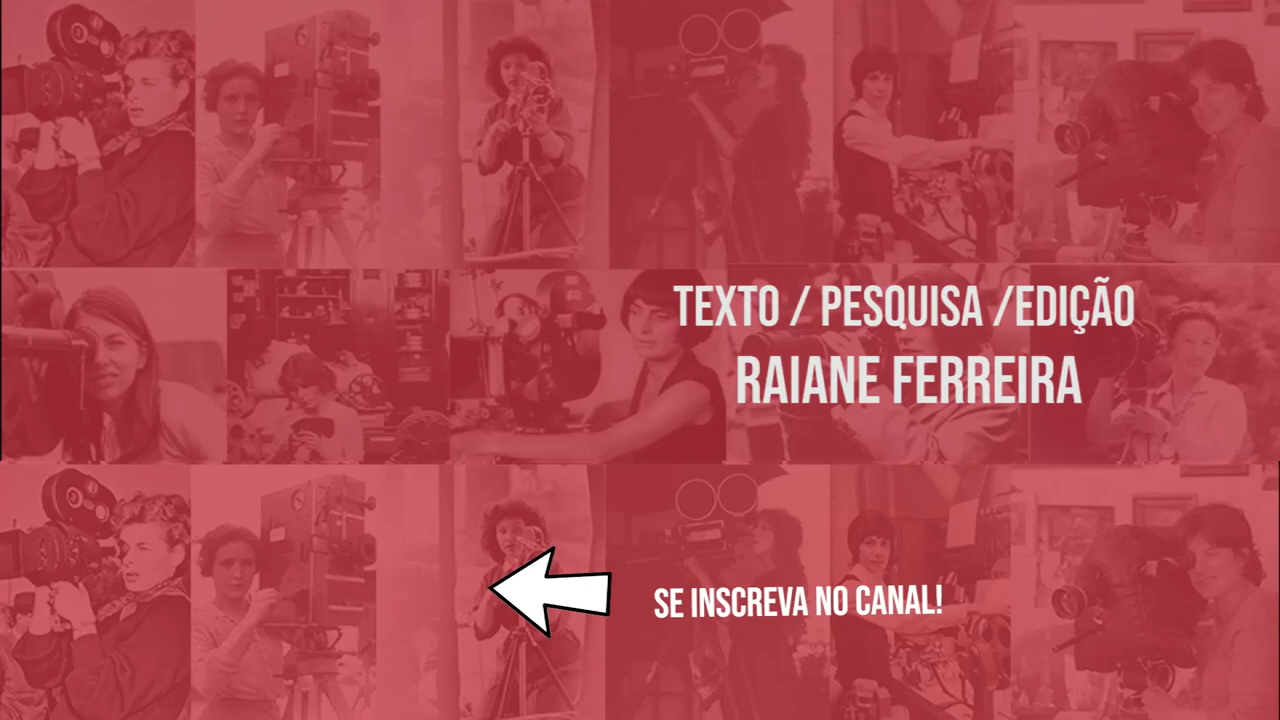 TEXTO / PESQUISA /EDIÇÃO
RAIANE FERREIRA
SE INSCREVA NO CANAL!